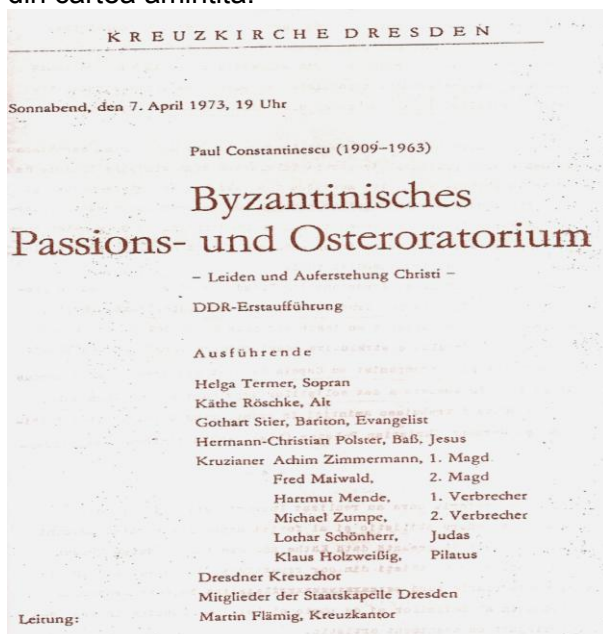 din cartea amintită.
KREUZKIRCHE DRESDEN
Sonnabend, den 7. April 1973, 19 Uhr
Paul Constantinescu (1909–1963)
Byzantinisches
Passions- und Osteroratorium
– Leiden und Auferstehung Christi –
DDR-Erstaufführung
Ausführende
Helga Termer, Sopran
Käthe Röschke, Alt
Gothart Stier, Bariton, Evangelist
Hermann-Christian Polster, Baß, Jesus
Kruzianer Achim Zimmermann, 1. Magd
Fred Maiwald, 2. Magd
Hartmut Mende, 1. Verbrecher
Michael Zumpe, 2. Verbrecher
Lothar Schönherr, Judas
Klaus Holzweißig, Pilatus
Dresdner Kreuzchor
Mitglieder der Staatskapelle Dresden
Leitung: Martin Flämig, Kreuzkantor